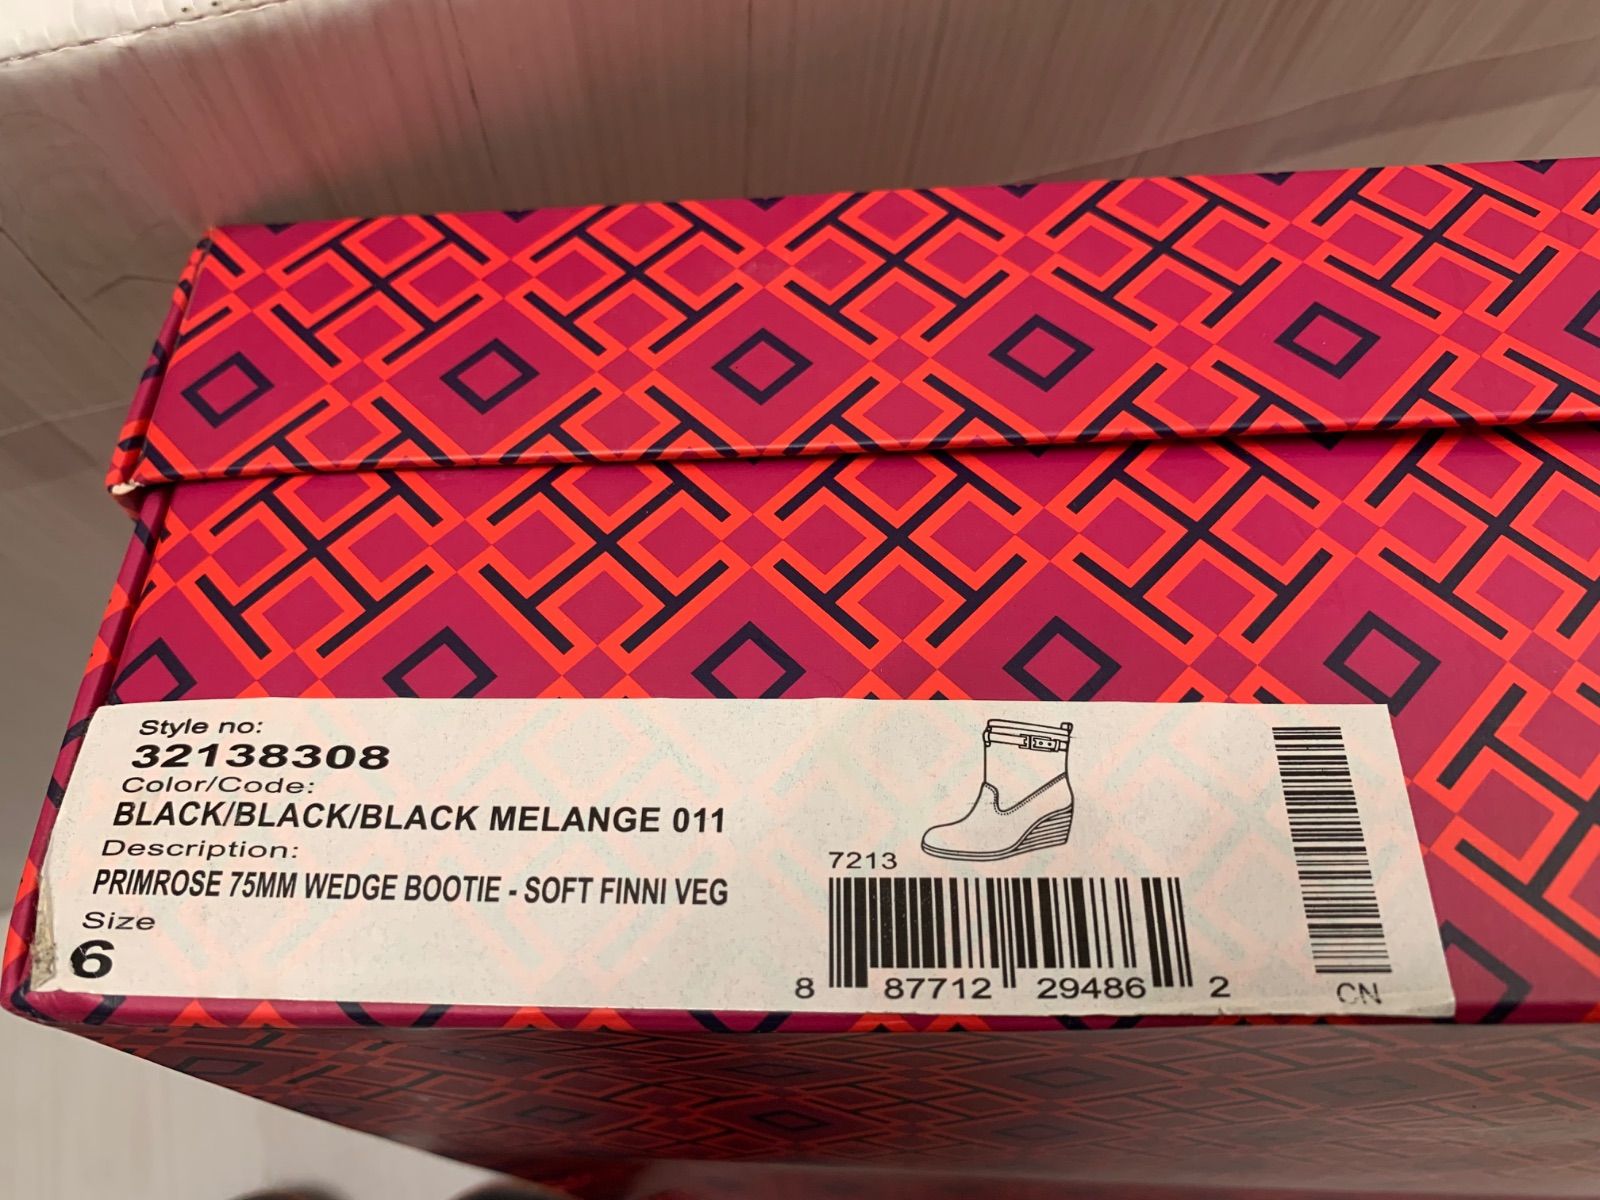 Style no:
32138308
Color/Code:
BLACK/BLACK/BLACK MELANGE 011
Description:
PRIMROSE 75MM WEDGE BOOTIE - SOFT FINNI VEG
Size
6
7213
8 87712 29486 2
CN